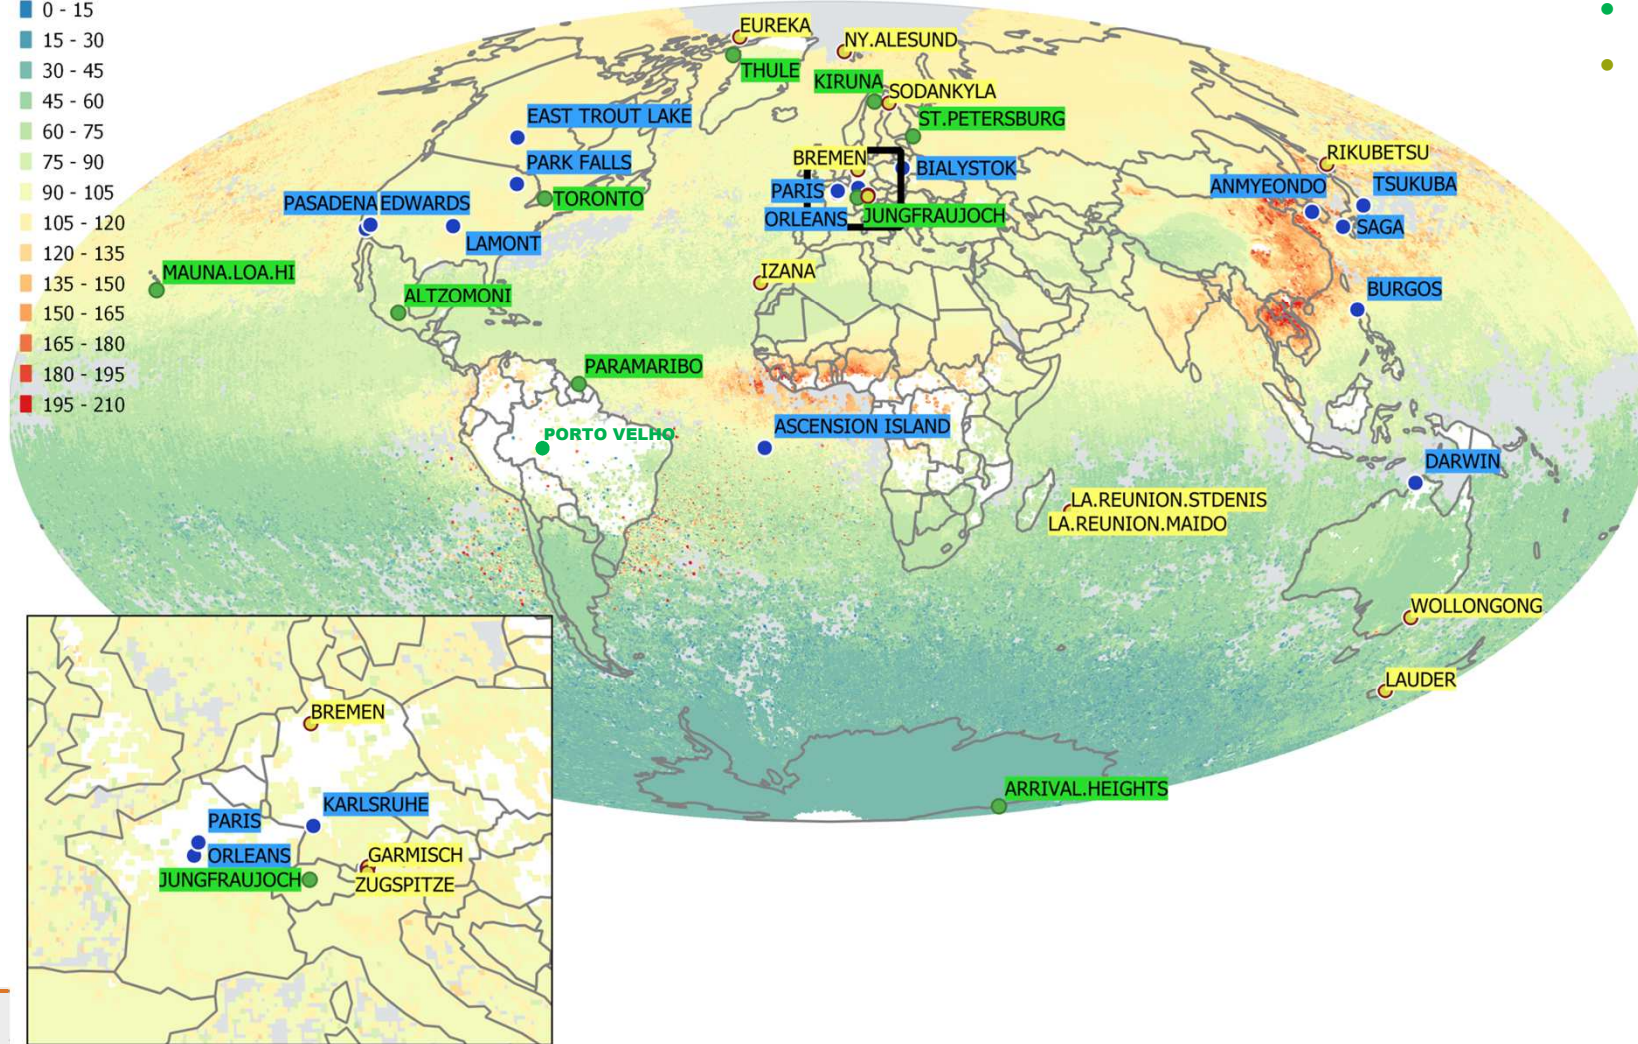 0 - 15
15 - 30
30 - 45
45 - 60
60 - 75
75 - 90
90 - 105
105 - 120
120 - 135
135 - 150
150 - 165
165 - 180
180 - 195
195 - 210
EUREKA
NY.ALESUND
THULE
KIRUNA
SODANKYLA
EAST TROUT LAKE
ST.PETERSBURG
PARK FALLS
BREMEN
BIALYSTOK
RIKUBETSU
PASADENA
EDWARDS
TORONTO
PARIS
ANMYEONDO
TSUKUBA
LAMONT
ORLEANS
JUNGFRAUJOCH
SAGA
MAUNA.LOA.HI
IZANA
ALTZOMONI
BURGOS
PARAMARIBO
PORTO VELHO
ASCENSION ISLAND
DARWIN
LA.REUNION.STDENIS
LA.REUNION.MAIDO
WOLLONGONG
LAUDER
ARRIVAL.HEIGHTS
BREMEN
KARLSRUHE
PARIS
ORLEANS
GARMISCH
JUNGFRAUJOCH
ZUGSPITZE